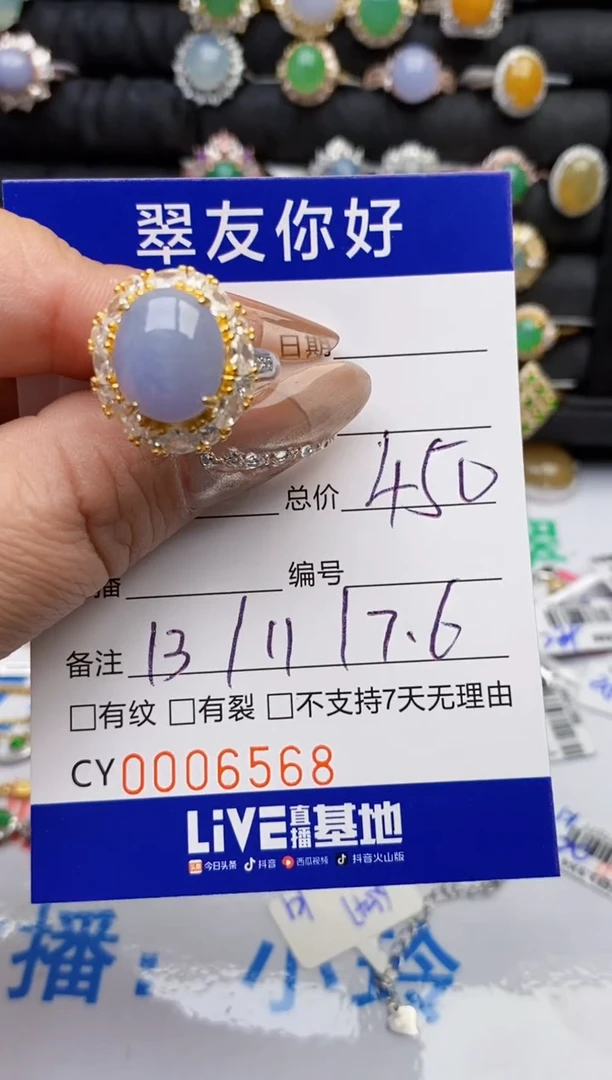 翠友你好
日期
总价 450
播 编号
备注 13/11/7.6
□有纹 □有裂 □不支持7天无理由
CY0006568
LiVE直播基地
今日头条 抖音 西瓜视频 抖音火山版
播：小玲